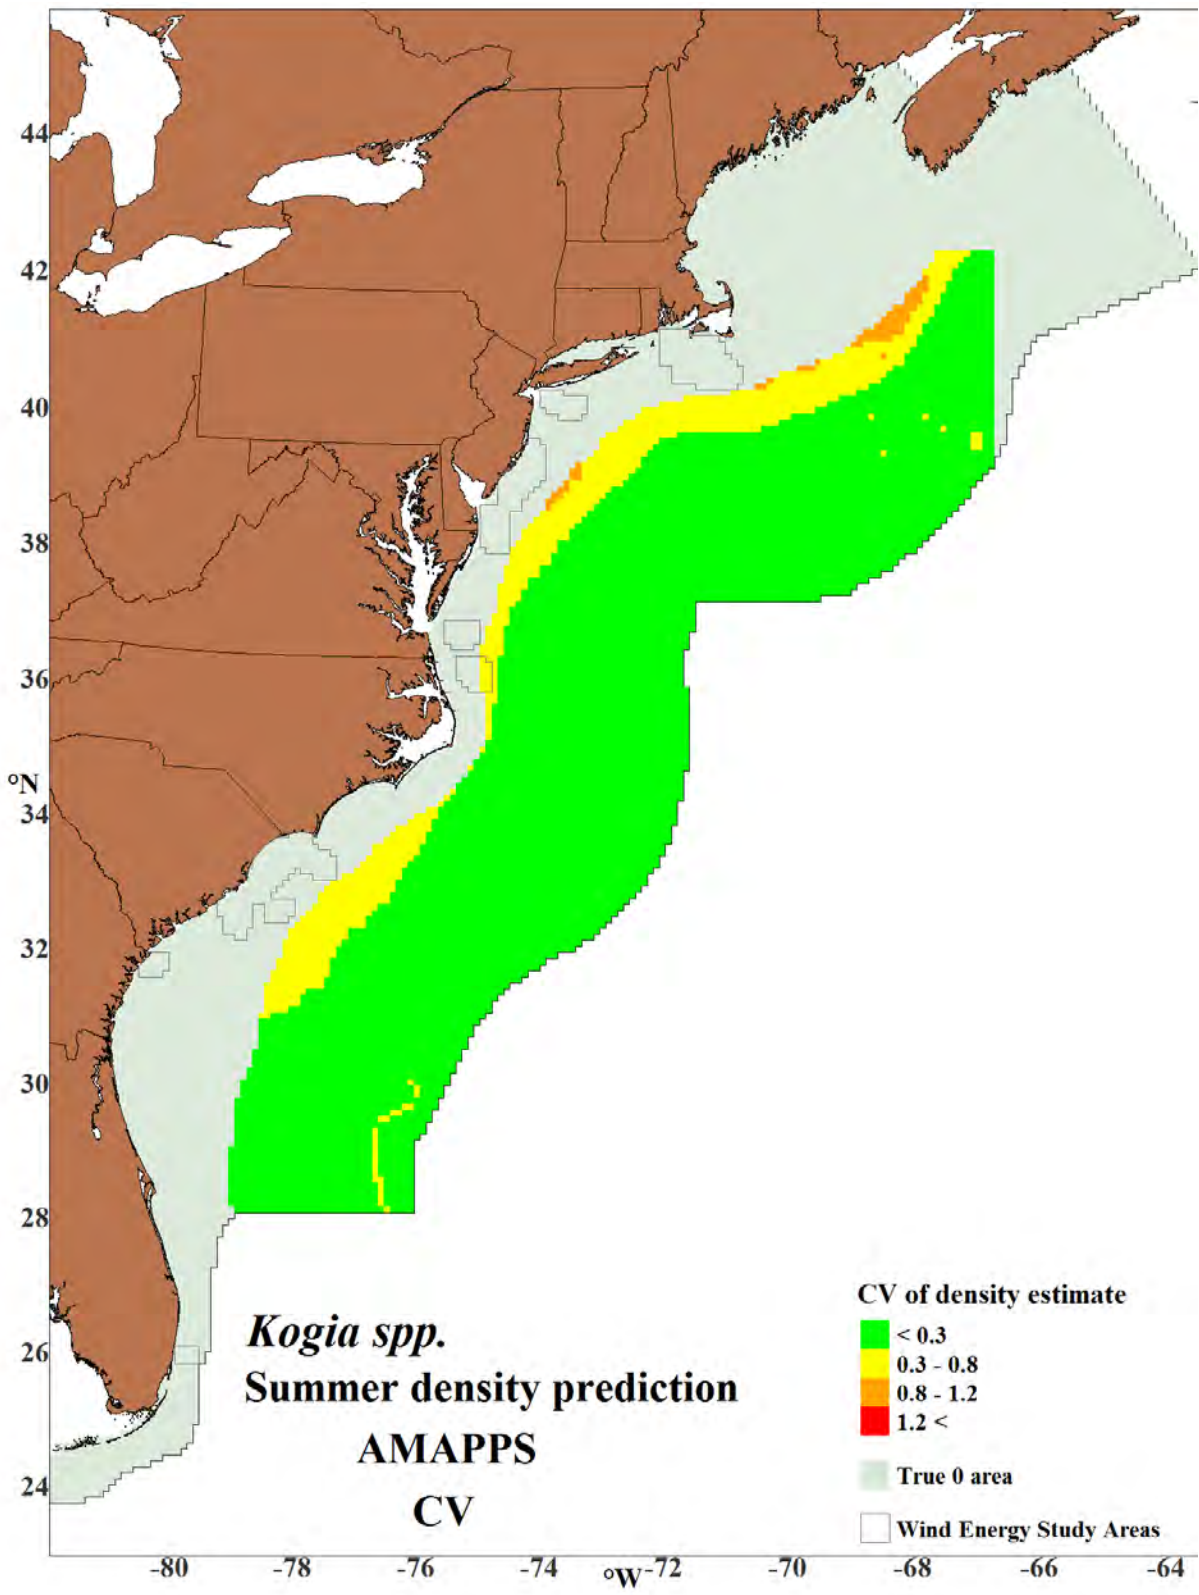 44
42
40
38
36
°N
34
32
30
28
26
24
Kogia spp.
Summer density prediction
AMAPPS
CV
CV of density estimate
< 0.3
0.3 - 0.8
0.8 - 1.2
1.2 <
True 0 area
Wind Energy Study Areas
-80 -78 -76 -74 °W -72 -70 -68 -66 -64